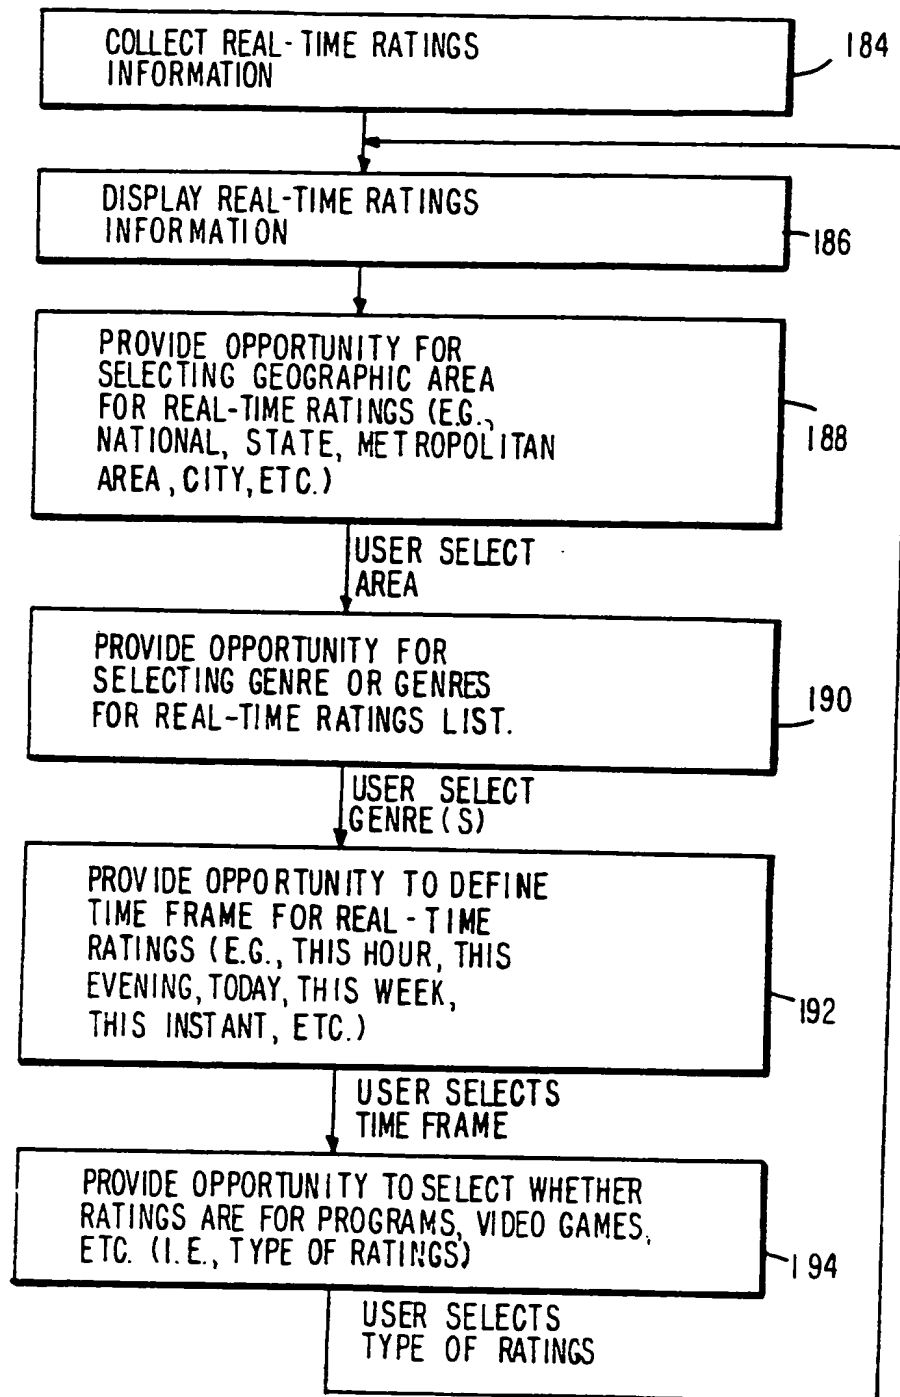 COLLECT REAL-TIME RATINGS
INFORMATION
184
DISPLAY REAL-TIME RATINGS
INFORMATION
186
PROVIDE OPPORTUNITY FOR
SELECTING GEOGRAPHIC AREA
FOR REAL-TIME RATINGS (E.G.,
NATIONAL, STATE, METROPOLITAN
AREA, CITY, ETC.)
188
USER SELECT
AREA
PROVIDE OPPORTUNITY FOR
SELECTING GENRE OR GENRES
FOR REAL-TIME RATINGS LIST.
190
USER SELECT
GENRE(S)
PROVIDE OPPORTUNITY TO DEFINE
TIME FRAME FOR REAL-TIME
RATINGS (E.G., THIS HOUR, THIS
EVENING, TODAY, THIS WEEK,
THIS INSTANT, ETC.)
192
USER SELECTS
TIME FRAME
PROVIDE OPPORTUNITY TO SELECT WHETHER
RATINGS ARE FOR PROGRAMS, VIDEO GAMES,
ETC. (I.E., TYPE OF RATINGS)
194
USER SELECTS
TYPE OF RATINGS